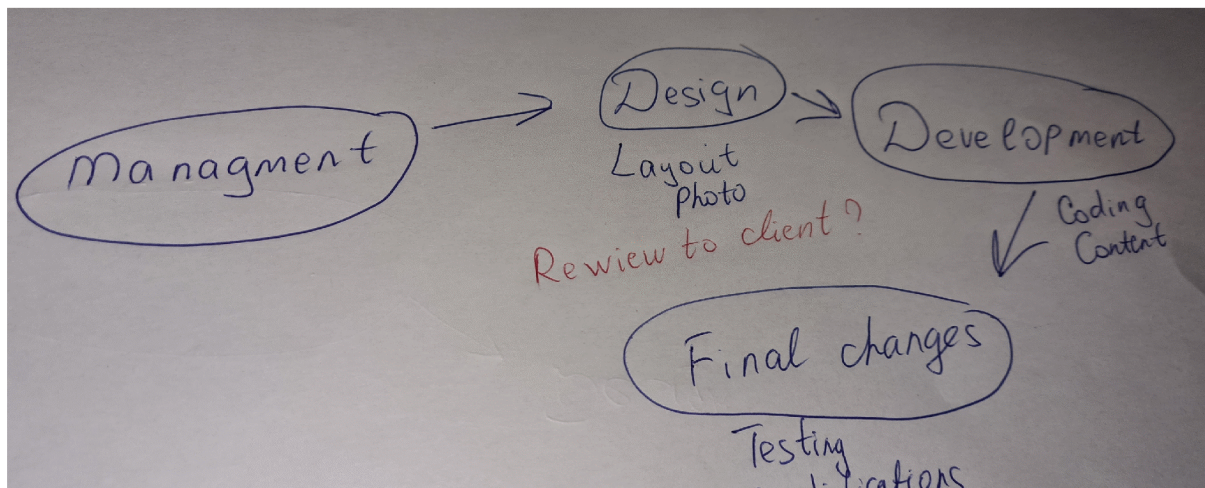 Managment
Design
Layout
Photo
Development
Coding
Content
Rewiew to client?
Final changes
Testing